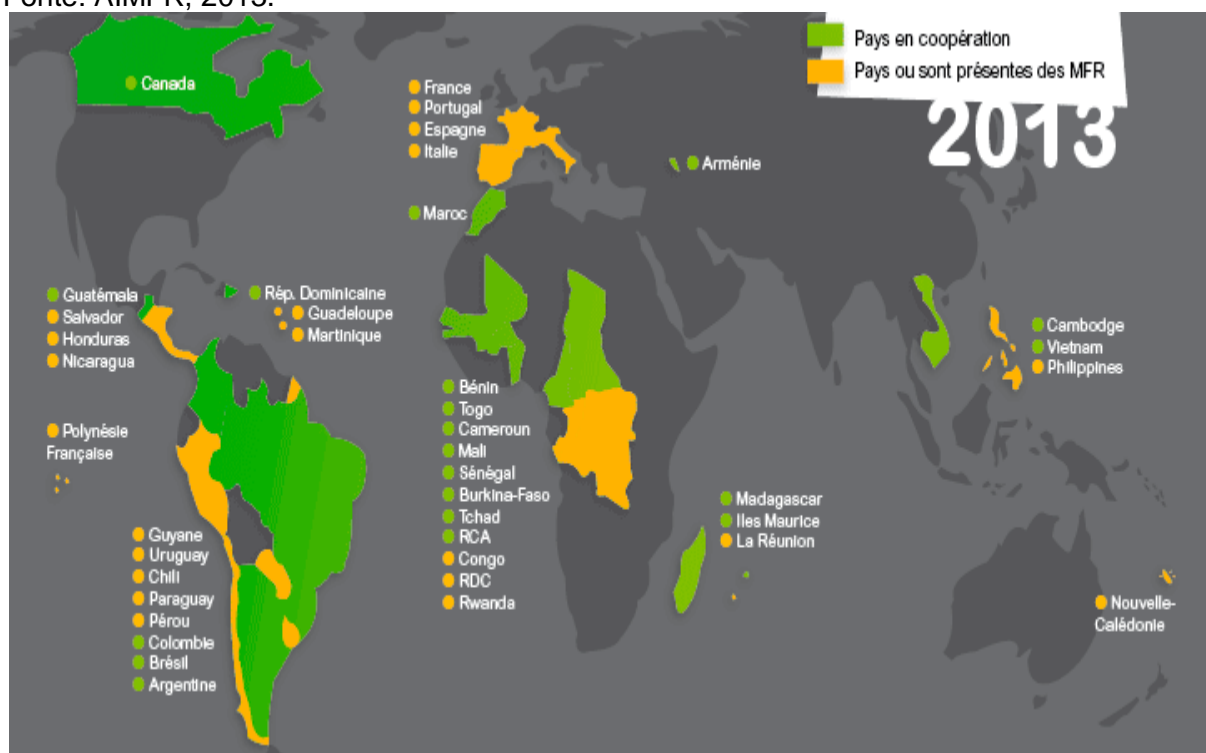 Fonte: AIMFR, 2013.
Pays en coopération
Pays ou sont présentes des MFR
2013
Canada
France
Portugal
Espagne
Italie
Arménie
Maroc
Guatémala
Salvador
Honduras
Nicaragua
Rép. Dominicaine
Guadeloupe
Martinique
Cambodge
Vietnam
Philippines
Polynésie
Française
Bénin
Togo
Cameroun
Mali
Sénégal
Burkina-Faso
Tchad
RCA
Congo
RDC
Rwanda
Madagascar
Iles Maurice
La Réunion
Guyane
Uruguay
Chili
Paraguay
Pérou
Colombie
Brésil
Argentine
Nouvelle-
Calédonie